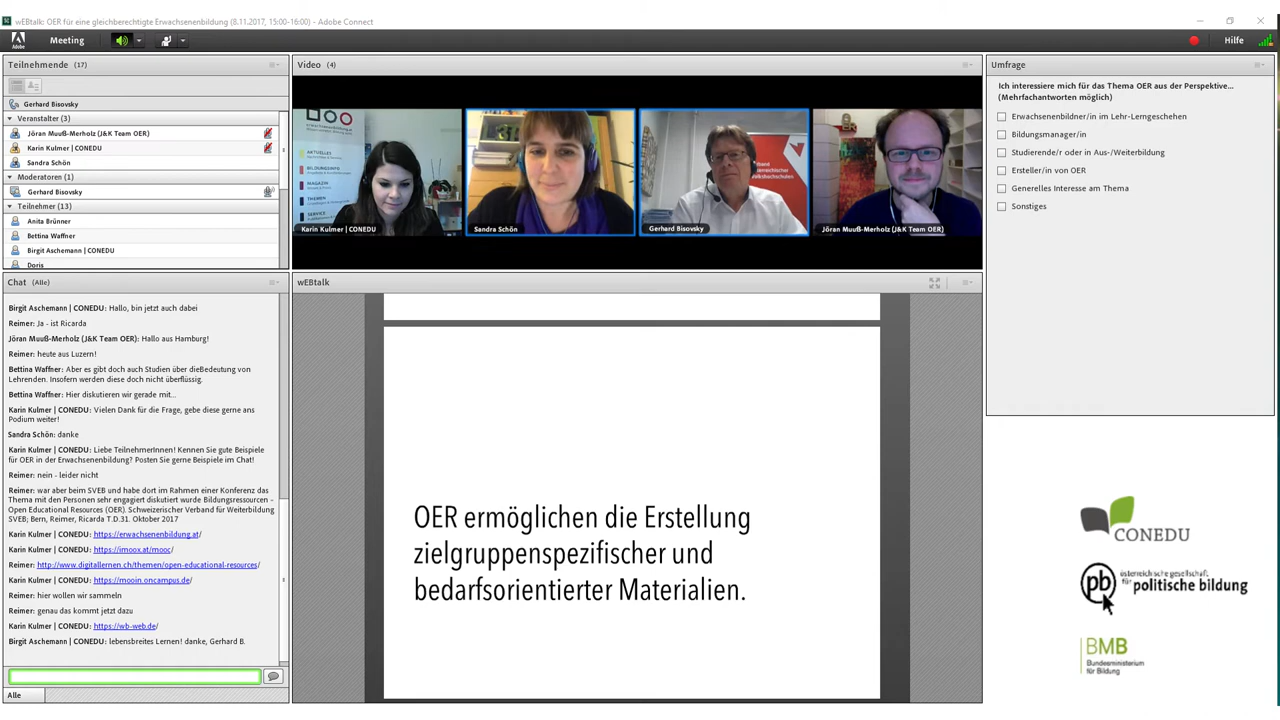 wEBtalk: OER für eine gleichberechtigte Erwachsenenbildung (8.11.2017, 15:00-16:00) - Adobe Connect
Meeting
Hilfe
Adobe
Teilnehmende (17)
Gerhard Bisovsky
Veranstalter (3)
Jöran Muuß-Merholz (J&K Team OER)
Karin Kulmer | CONEDU
Sandra Schön
Moderatoren (1)
Gerhard Bisovsky
Teilnehmer (13)
Anita Brünner
Bettina Waffner
Birgit Aschemann | CONEDU
Doris
Video (4)
AKTUELLES
BILDUNGSINFO
MAGAZIN
THEMEN
SERVICE
Karin Kulmer | CONEDU
Sandra Schön
Gerhard Bisovsky
Jöran Muuß-Merholz (J&K Team OER)
Umfrage
Ich interessiere mich für das Thema OER aus der Perspektive...
(Mehrfachantworten möglich)
Erwachsenenbildner/in im Lehr-Lerngeschehen
Bildungsmanager/in
Studierende/r oder in Aus-/Weiterbildung
Ersteller/in von OER
Generelles Interesse am Thema
Sonstiges
Chat (Alle)
Birgit Aschemann | CONEDU: Hallo, bin jetzt auch dabei
Reimer: Ja - ist Ricarda
Jöran Muuß-Merholz (J&K Team OER): Hallo aus Hamburg!
Reimer: heute aus Luzern!
Bettina Waffner: Aber es gibt doch auch Studien über dieBedeutung von
Lehrenden. Insofern werden diese doch nicht überflüssig.
Bettina Waffner: Hier diskutieren wir gerade mit...
Karin Kulmer | CONEDU: Vielen Dank für die Frage, gebe diese gerne ans
Podium weiter!
Sandra Schön: danke
Karin Kulmer | CONEDU: Liebe TeilnehmerInnen! Kennen Sie gute Beispiele
für OER in der Erwachsenenbildung? Posten Sie gerne Beispiele im Chat!
Reimer: nein - leider nicht
Reimer: war aber beim SVEB und habe dort im Rahmen einer Konferenz das
Thema mit den Personen sehr engagiert diskutiert wurde Bildungsressourcen –
Open Educational Resources (OER). Schweizerischer Verband für Weiterbildung
SVEB; Bern, Reimer, Ricarda T.D.31. Oktober 2017
Karin Kulmer | CONEDU: https://erwachsenenbildung.at/
Karin Kulmer | CONEDU: https://imoox.at/mooc/
Reimer: http://www.digitallernen.ch/themen/open-educational-resources/
Karin Kulmer | CONEDU: https://mooin.oncampus.de/
Reimer: hier wollen wir sammeln
Reimer: genau das kommt jetzt dazu
Karin Kulmer | CONEDU: https://wb-web.de/
Birgit Aschemann | CONEDU: lebensbreites Lernen! danke, Gerhard B.
Alle
wEBtalk
OER ermöglichen die Erstellung
zielgruppenspezifischer und
bedarfsorientierter Materialien.
CONEDU
pb
österreichische gesellschaft
für politische bildung
BMB
Bundesministerium
für Bildung